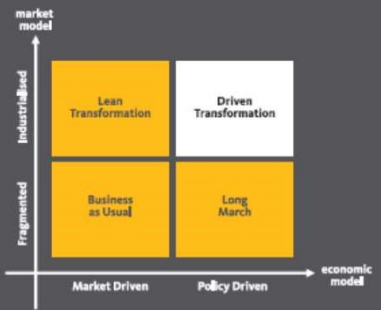 market
model
Industrialised
Lean
Transformation
Driven
Transformation
Fragmented
Business
as Usual
Long
March
economic
model
Market Driven
Policy Driven